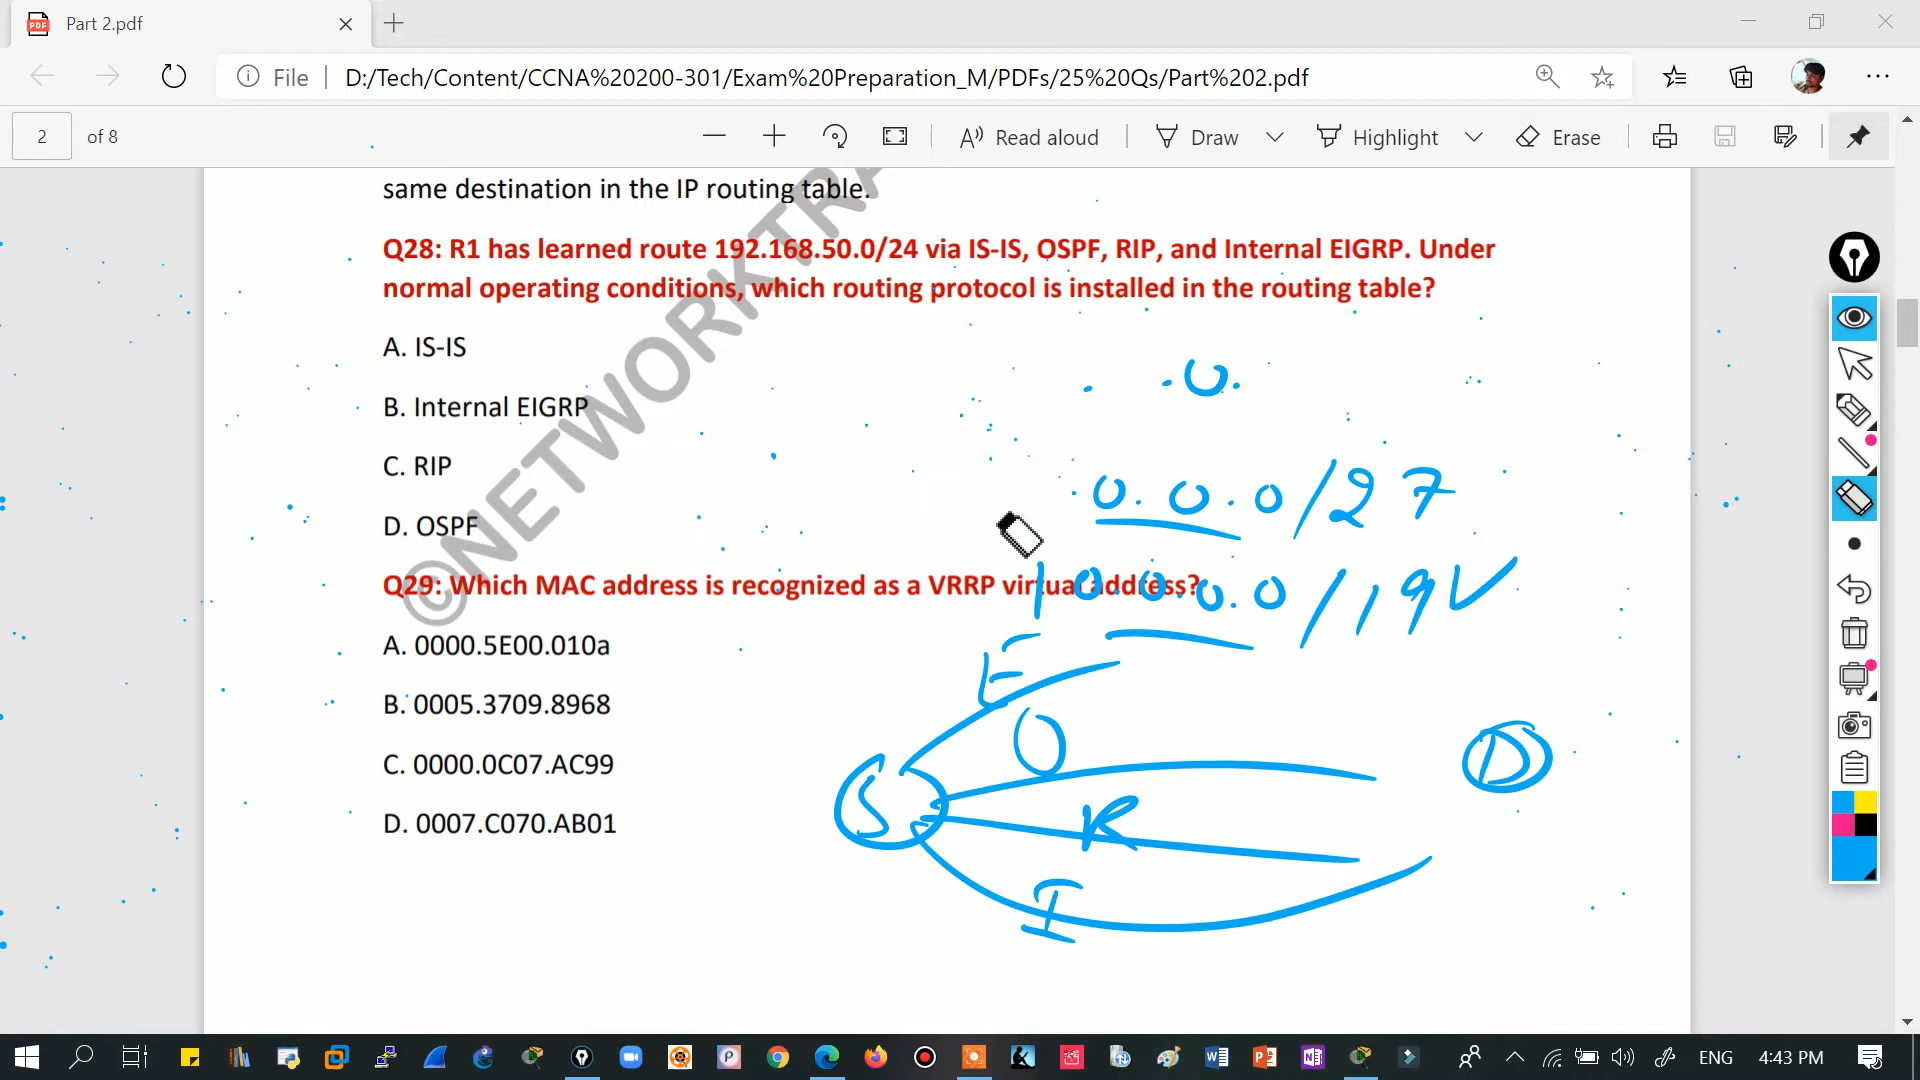 Part 2.pdf
File
D:/Tech/Content/CCNA%20200-301/Exam%20Preparation_M/PDFs/25%20Qs/Part%202.pdf
2 of 8
Read aloud
Draw
Highlight
Erase
same destination in the IP routing table.
Q28: R1 has learned route 192.168.50.0/24 via IS-IS, OSPF, RIP, and Internal EIGRP. Under
normal operating conditions, which routing protocol is installed in the routing table?
A. IS-IS
. .0.
B. Internal EIGRP
C. RIP
.0.0.0/27
D. OSPF
Q29: Which MAC address is recognized as a VRRP virtual address?
10.0.0.0/19
A. 0000.5E00.010a
E
B. 0005.3709.8968
O
C. 0000.0C07.AC99
D
S
D. 0007.C070.AB01
R
I
©NETWORKTRA
ENG
4:43 PM